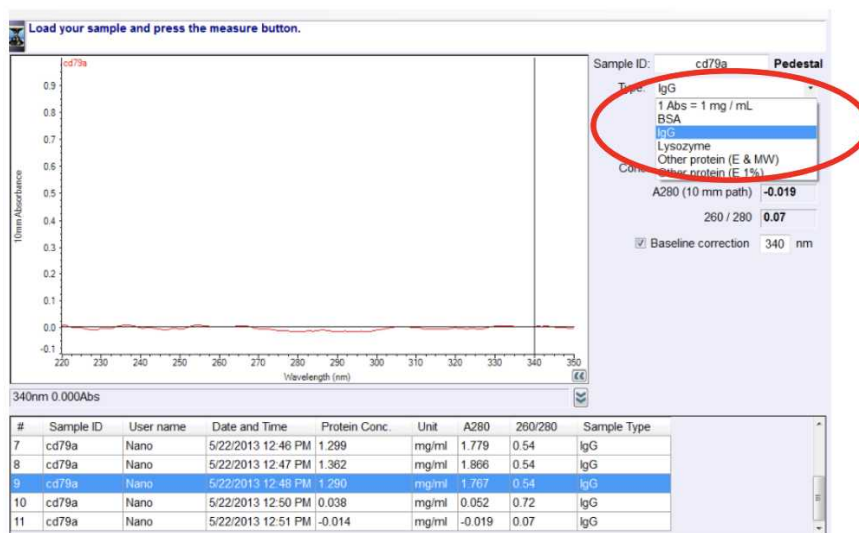 Load your sample and press the measure button.
cd79a
Sample ID: cd79a Pedestal
Type: IgG
1 Abs = 1 mg / mL
BSA
IgG
Lysozyme
Other protein (E & MW)
Other protein (E 1%)
A280 (10 mm path) -0.019
260 / 280 0.07
Baseline correction 340 nm
10mm Absorbance
0.9
0.8
0.7
0.6
0.5
0.4
0.3
0.2
0.1
0.0
-0.1
220 230 240 250 260 270 280 290 300 310 320 330 340 350
Wavelength (nm)
340nm 0.000Abs
# Sample ID User name Date and Time Protein Conc. Unit A280 260/280 Sample Type
7 cd79a Nano 5/22/2013 12:46 PM 1.299 mg/ml 1.779 0.54 IgG
8 cd79a Nano 5/22/2013 12:47 PM 1.362 mg/ml 1.866 0.54 IgG
9 cd79a Nano 5/22/2013 12:48 PM 1.290 mg/ml 1.767 0.54 IgG
10 cd79a Nano 5/22/2013 12:50 PM 0.038 mg/ml 0.052 0.72 IgG
11 cd79a Nano 5/22/2013 12:51 PM -0.014 mg/ml -0.019 0.07 IgG